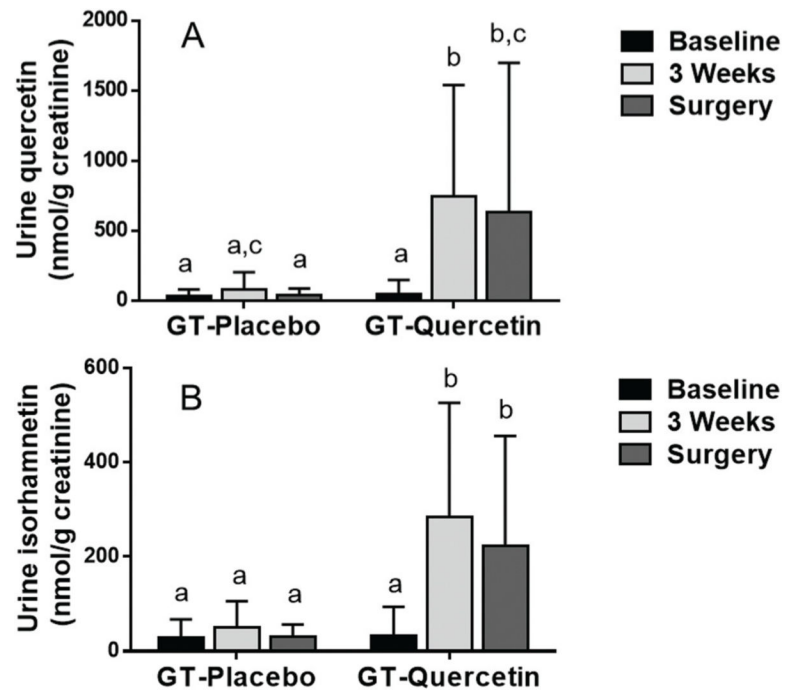 A
Urine quercetin
(nmol/g creatinine)
2000
1500
1000
500
0
a
a,c
a
a
b
b,c
GT-Placebo
GT-Quercetin
Baseline
3 Weeks
Surgery
B
Urine isorhamnetin
(nmol/g creatinine)
600
400
200
0
a
a
a
a
b
b
GT-Placebo
GT-Quercetin
Baseline
3 Weeks
Surgery